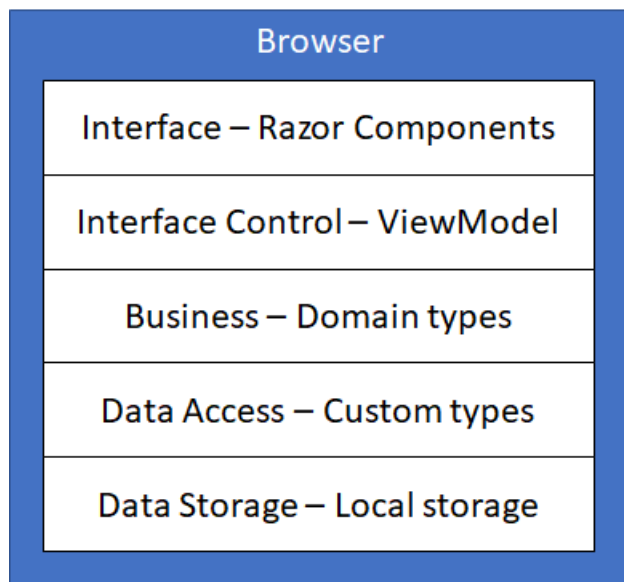 Browser
Interface – Razor Components
Interface Control – ViewModel
Business – Domain types
Data Access – Custom types
Data Storage – Local storage